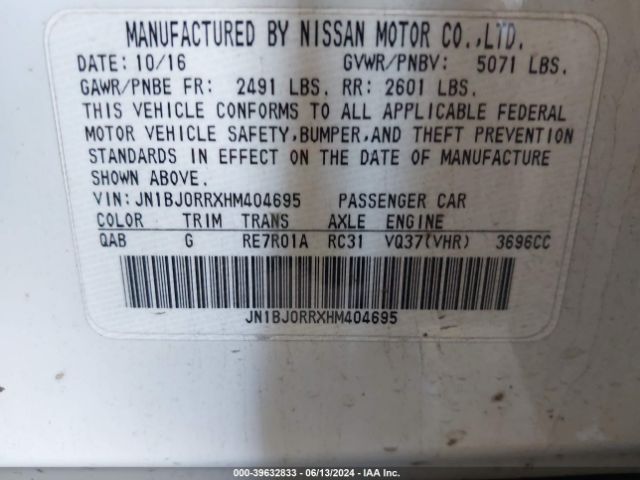 MANUFACTURED BY NISSAN MOTOR CO.,LTD.
DATE: 10/16 GVWR/PNBV: 5071 LBS.
GAWR/PNBE FR: 2491 LBS. RR: 2601 LBS.
THIS VEHICLE CONFORMS TO ALL APPLICABLE FEDERAL
MOTOR VEHICLE SAFETY,BUMPER,AND THEFT PREVENTION
STANDARDS IN EFFECT ON THE DATE OF MANUFACTURE
SHOWN ABOVE.
VIN:JN1BJ0RRXHM404695 PASSENGER CAR
COLOR TRIM TRANS AXLE ENGINE
QAB G RE7R01A RC31 VQ37(VHR) 3696CC
JN1BJ0RRXHM404695
000-39632833 - 06/13/2024 - IAA Inc.